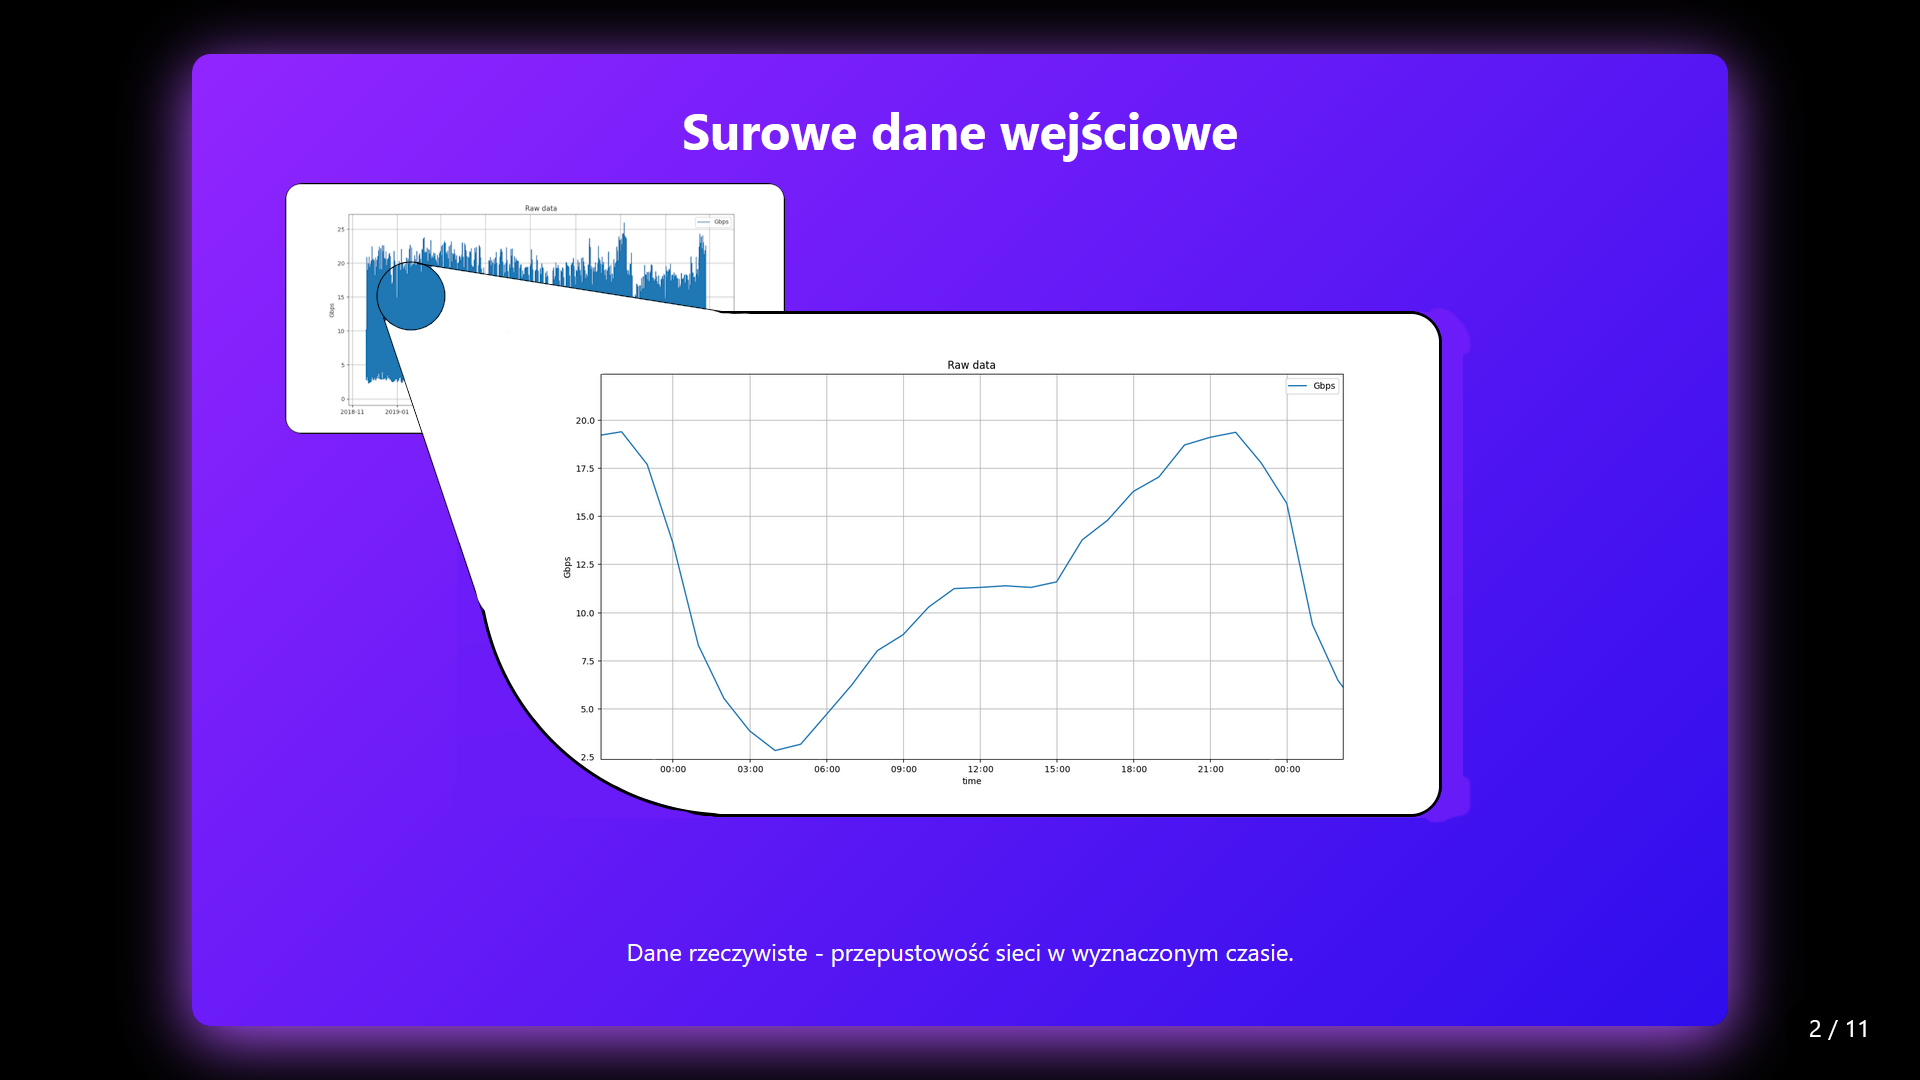 Surowe dane wejściowe
Raw data
Gbps
25
20
15
10
5
0
Gbps
2018-11 2019-01
Raw data
Gbps
20.0
17.5
15.0
12.5
10.0
7.5
5.0
2.5
Gbps
00:00 03:00 06:00 09:00 12:00 15:00 18:00 21:00 00:00
time
Dane rzeczywiste - przepustowość sieci w wyznaczonym czasie.
2 / 11